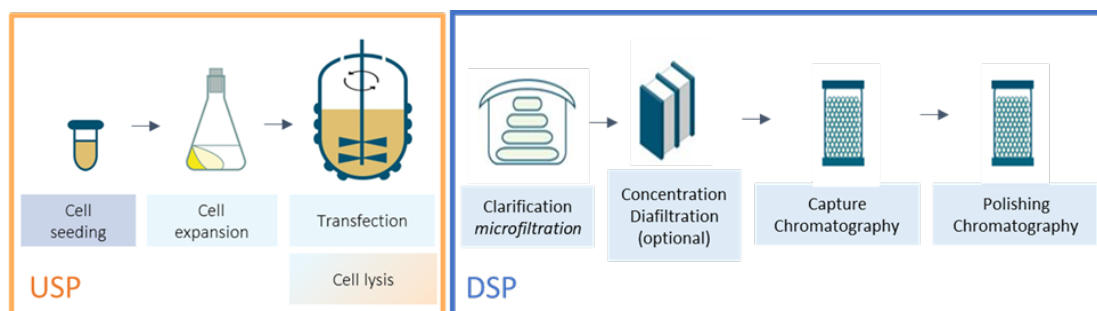 Cell
seeding
Cell
expansion
Transfection
Cell lysis
USP
Clarification
microfiltration
Concentration
Diafiltration
(optional)
Capture
Chromatography
Polishing
Chromatography
DSP